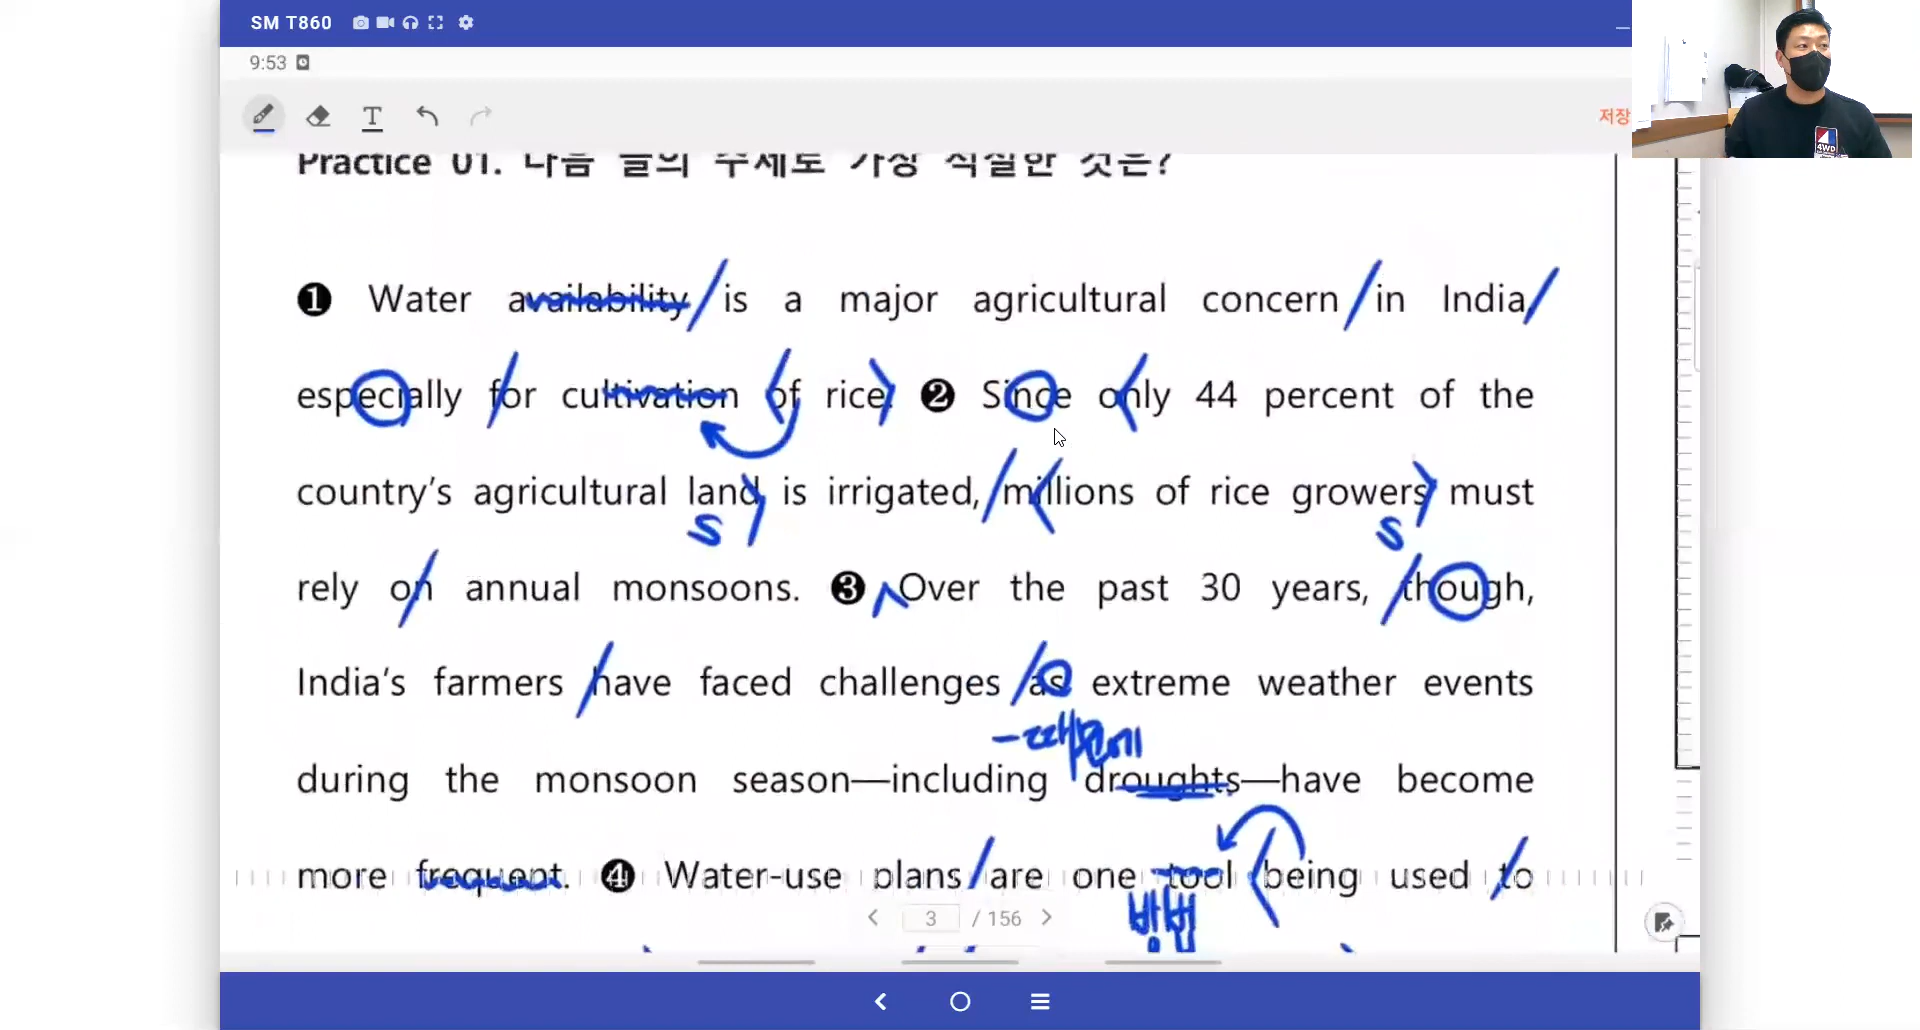 SM T860
9:53
저장
Practice 01. 다음 글의 주제로 가장 적절한 것은?
❶ Water availability is a major agricultural concern in India,
especially for cultivation of rice. ❷ Since only 44 percent of the
country's agricultural land is irrigated, millions of rice growers must
S S
rely on annual monsoons. ❸ Over the past 30 years, though,
India's farmers have faced challenges as extreme weather events
~때문에
during the monsoon season—including droughts—have become
more frequent. ❹ Water-use plans are one tool being used to
방법
3 / 156
4WD